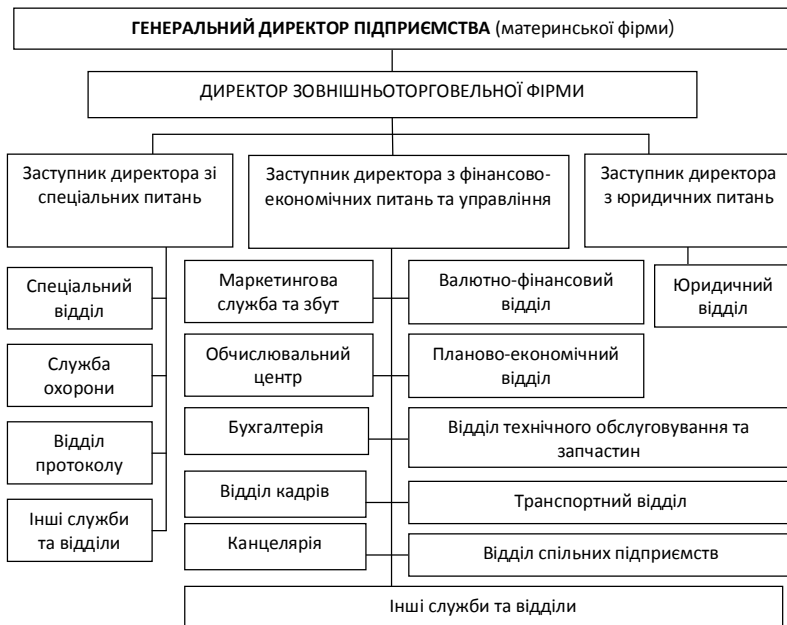 ГЕНЕРАЛЬНИЙ ДИРЕКТОР ПІДПРИЄМСТВА (материнської фірми)
ДИРЕКТОР ЗОВНІШНЬОТОРГОВЕЛЬНОЇ ФІРМИ
Заступник директора зі
спеціальних питань
Заступник директора з фінансово-
економічних питань та управління
Заступник директора
з юридичних питань
Спеціальний
відділ
Служба
охорони
Відділ
протоколу
Інші служби
та відділи
Маркетингова
служба та збут
Валютно-фінансовий
відділ
Обчислювальний
центр
Планово-економічний
відділ
Бухгалтерія
Відділ технічного обслуговування та
запчастин
Відділ кадрів
Транспортний відділ
Канцелярія
Відділ спільних підприємств
Інші служби та відділи
Юридичний
відділ